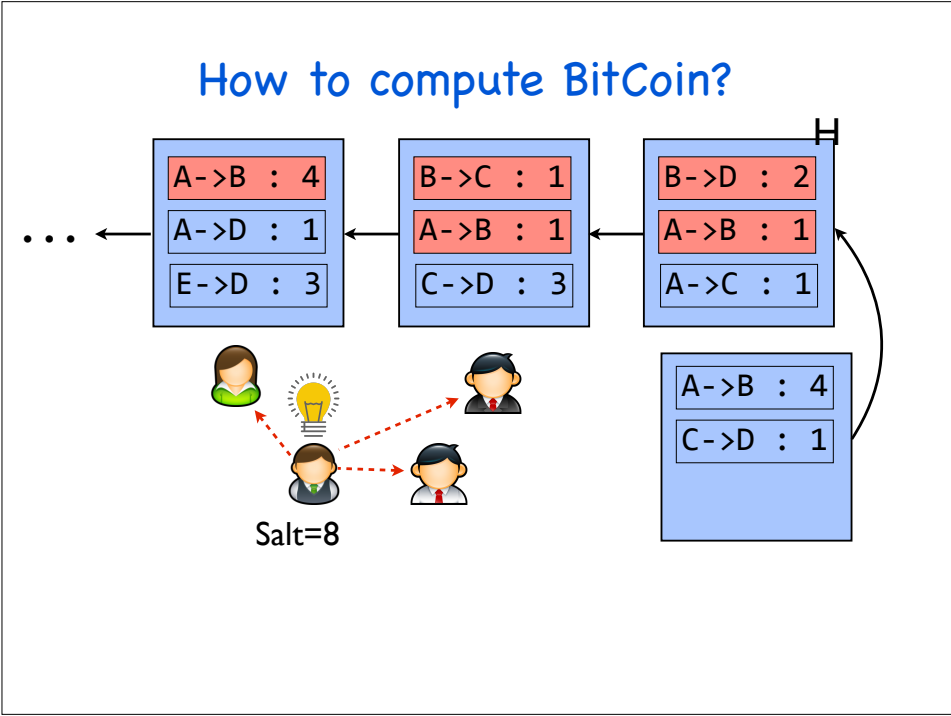 How to compute BitCoin?
H
A->B : 4
A->D : 1
E->D : 3
B->C : 1
A->B : 1
C->D : 3
B->D : 2
A->B : 1
A->C : 1
...
A->B : 4
C->D : 1
Salt=8